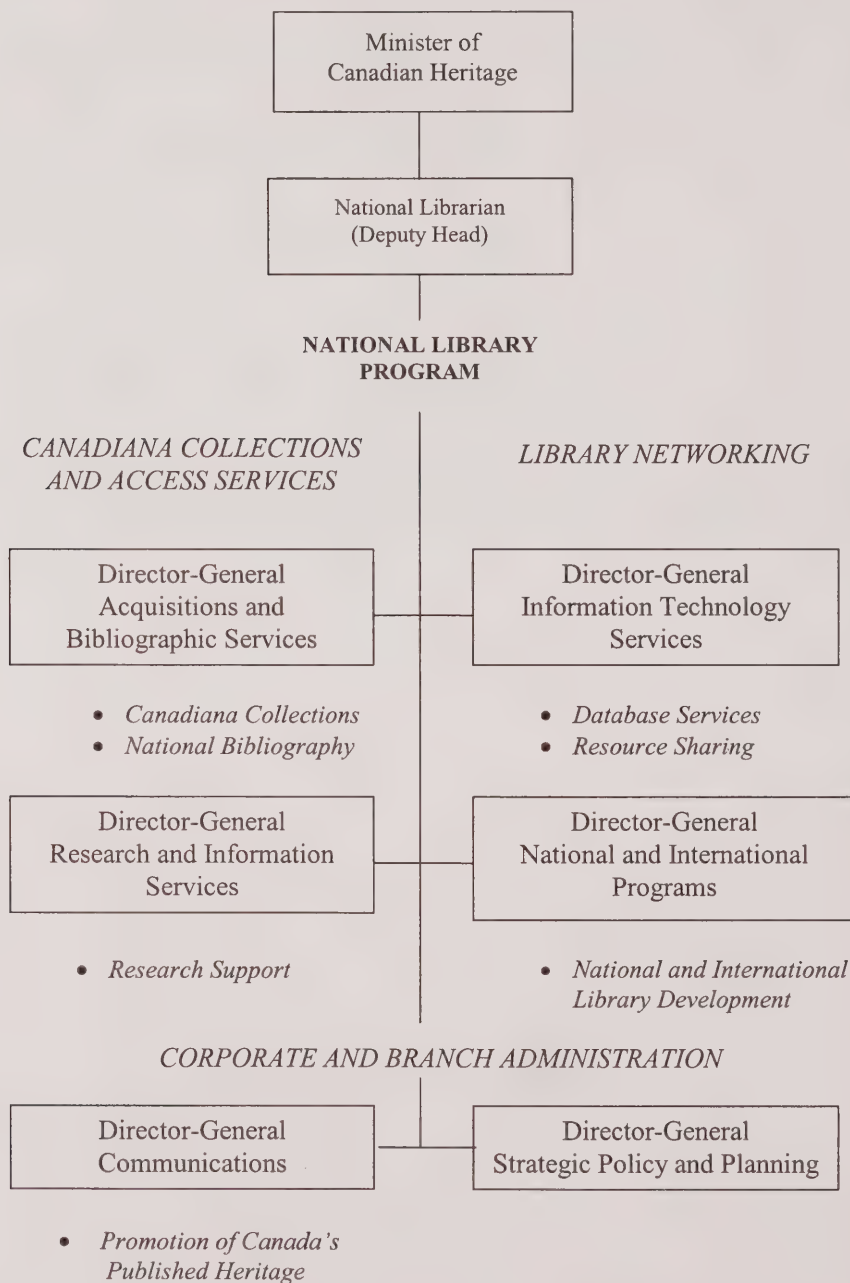 Minister of
Canadian Heritage
National Librarian
(Deputy Head)
NATIONAL LIBRARY
PROGRAM
CANADIANA COLLECTIONS
AND ACCESS SERVICES
LIBRARY NETWORKING
Director-General
Acquisitions and
Bibliographic Services
Director-General
Information Technology
Services
• Canadiana Collections
• National Bibliography
• Database Services
• Resource Sharing
Director-General
Research and Information
Services
Director-General
National and International
Programs
• Research Support
• National and International
Library Development
CORPORATE AND BRANCH ADMINISTRATION
Director-General
Communications
Director-General
Strategic Policy and Planning
• Promotion of Canada's
Published Heritage